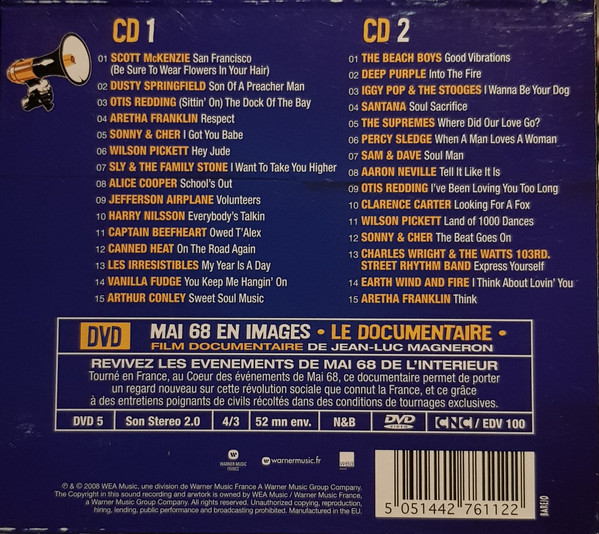 CD 1
01 SCOTT McKENZIE San Francisco
(Be Sure To Wear Flowers In Your Hair)
02 DUSTY SPRINGFIELD Son Of A Preacher Man
03 OTIS REDDING (Sittin' On) The Dock Of The Bay
04 ARETHA FRANKLIN Respect
05 SONNY & CHER I Got You Babe
06 WILSON PICKETT Hey Jude
07 SLY & THE FAMILY STONE I Want To Take You Higher
08 ALICE COOPER School's Out
09 JEFFERSON AIRPLANE Volunteers
10 HARRY NILSSON Everybody's Talkin
11 CAPTAIN BEEFHEART Owed T'Alex
12 CANNED HEAT On The Road Again
13 LES IRRESISTIBLES My Year Is A Day
14 VANILLA FUDGE You Keep Me Hangin' On
15 ARTHUR CONLEY Sweet Soul Music
CD 2
01 THE BEACH BOYS Good Vibrations
02 DEEP PURPLE Into The Fire
03 IGGY POP & THE STOOGES I Wanna Be Your Dog
04 SANTANA Soul Sacrifice
05 THE SUPREMES Where Did Our Love Go?
06 PERCY SLEDGE When A Man Loves A Woman
07 SAM & DAVE Soul Man
08 AARON NEVILLE Tell It Like It Is
09 OTIS REDDING I've Been Loving You Too Long
10 CLARENCE CARTER Looking For A Fox
11 WILSON PICKETT Land of 1000 Dances
12 SONNY & CHER The Beat Goes On
13 CHARLES WRIGHT & THE WATTS 103RD.
STREET RHYTHM BAND Express Yourself
14 EARTH WIND AND FIRE I Think About Lovin' You
15 ARETHA FRANKLIN Think
DVD MAI 68 EN IMAGES • LE DOCUMENTAIRE •
FILM DOCUMENTAIRE DE JEAN-LUC MAGNERON
REVIVEZ LES EVENEMENTS DE MAI 68 DE L'INTERIEUR
Tourné en France, au Coeur des événements de Mai 68, ce documentaire permet de porter
un regard nouveau sur cette révolution sociale que connut la France, et ce grâce
à des entretiens poignants de civils récoltés dans des conditions de tournages exclusives.
DVD 5 Son Stereo 2.0 4/3 52 mn env. N&B DVD VIDEO CNC / EDV 100
WARNER MUSIC
FRANCE
warnermusic.fr
℗ & © 2008 WEA Music, une division de Warner Music France A Warner Music Group Company.
The Copyright in this sound recording and arwtork is owned by WEA Music / Warner Music France,
a Warner Music Group Company. All rights reserved. Unauthorized copying, reproduction,
hiring, lending, public performance and broadcasting prohibited. Manufactured in the EU.
5 051442 761122